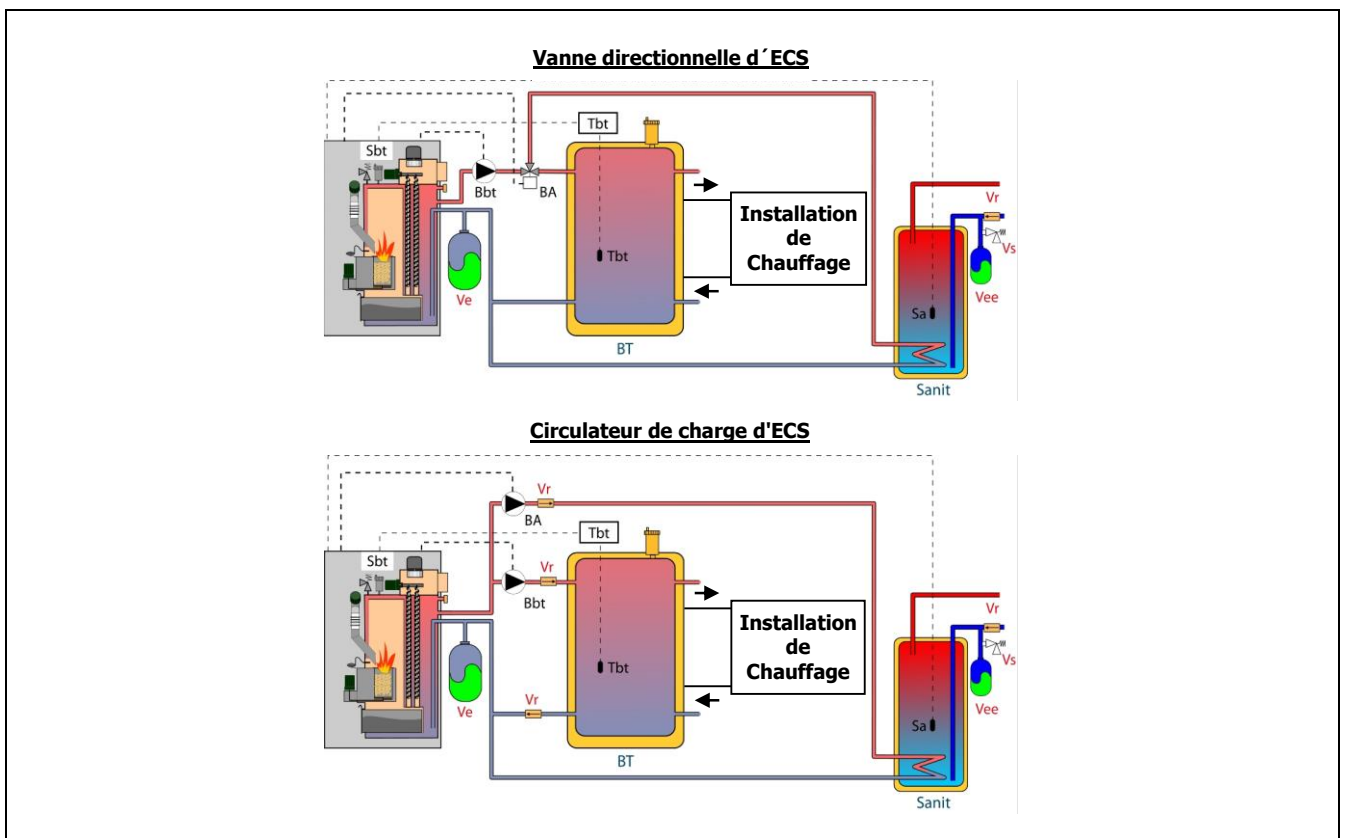 Vanne directionnelle d´ECS
Tbt
Sbt
Bbt
BA
Tbt
Ve
BT
Installation
de
Chauffage
Vr
Vs
Vee
Sa
Sanit
Circulateur de charge d'ECS
Vr
BA
Tbt
Sbt
Vr
Bbt
Tbt
Vr
Ve
BT
Installation
de
Chauffage
Vr
Vs
Vee
Sa
Sanit